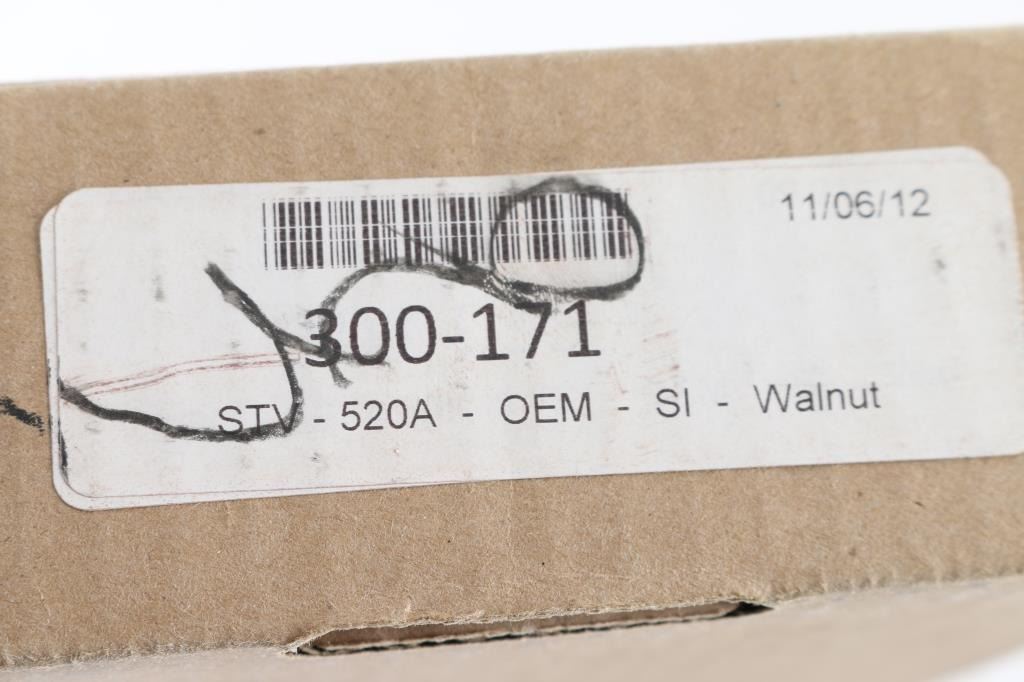 11/06/12
300-171
STV - 520A - OEM - SI - Walnut